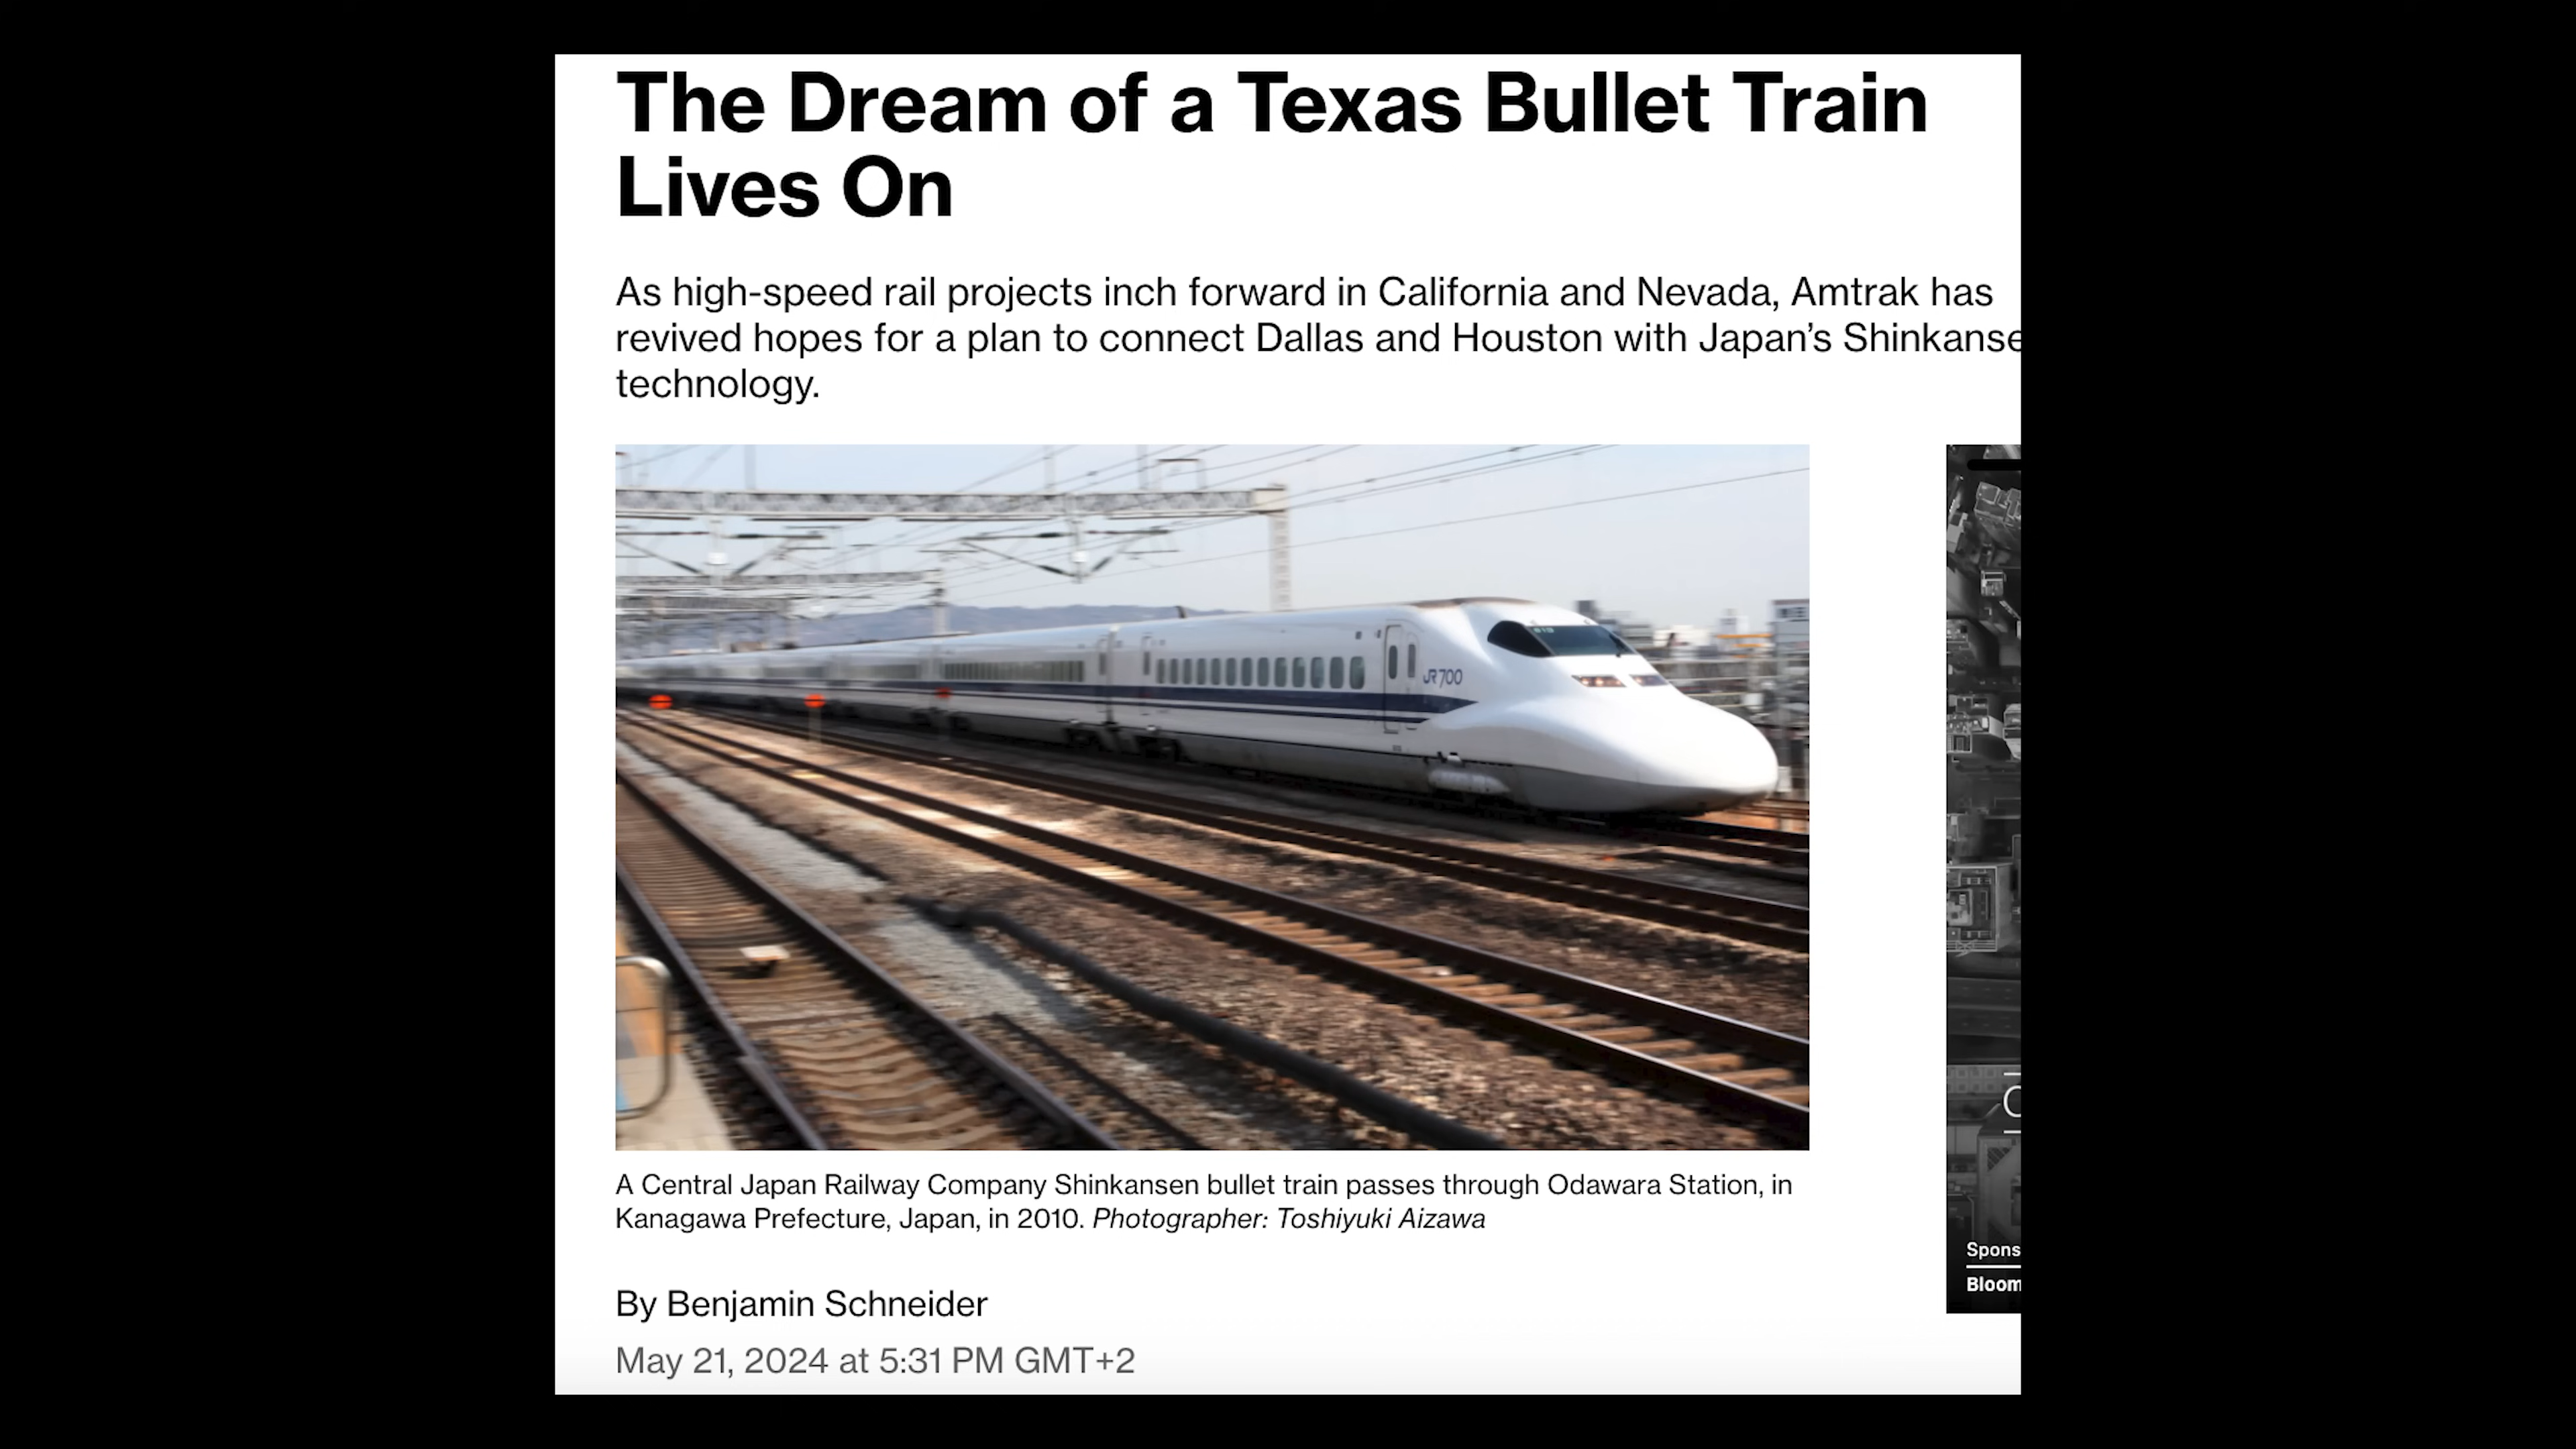 The Dream of a Texas Bullet Train
Lives On
As high-speed rail projects inch forward in California and Nevada, Amtrak has
revived hopes for a plan to connect Dallas and Houston with Japan's Shinkanse
technology.
JR700
A Central Japan Railway Company Shinkansen bullet train passes through Odawara Station, in
Kanagawa Prefecture, Japan, in 2010. Photographer: Toshiyuki Aizawa
By Benjamin Schneider
May 21, 2024 at 5:31 PM GMT+2
Spons
Bloom